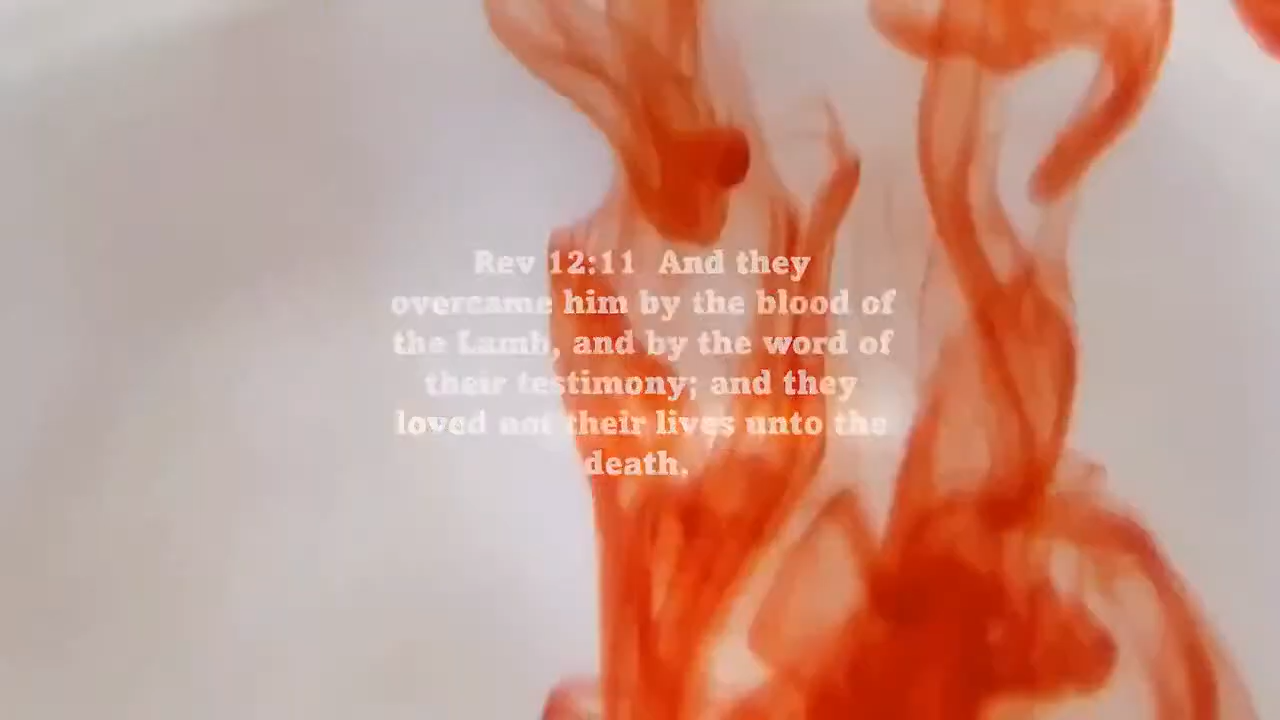 Rev 12:11  And they
overcame him by the blood of
the Lamb, and by the word of
their testimony; and they
loved not their lives unto the
death.